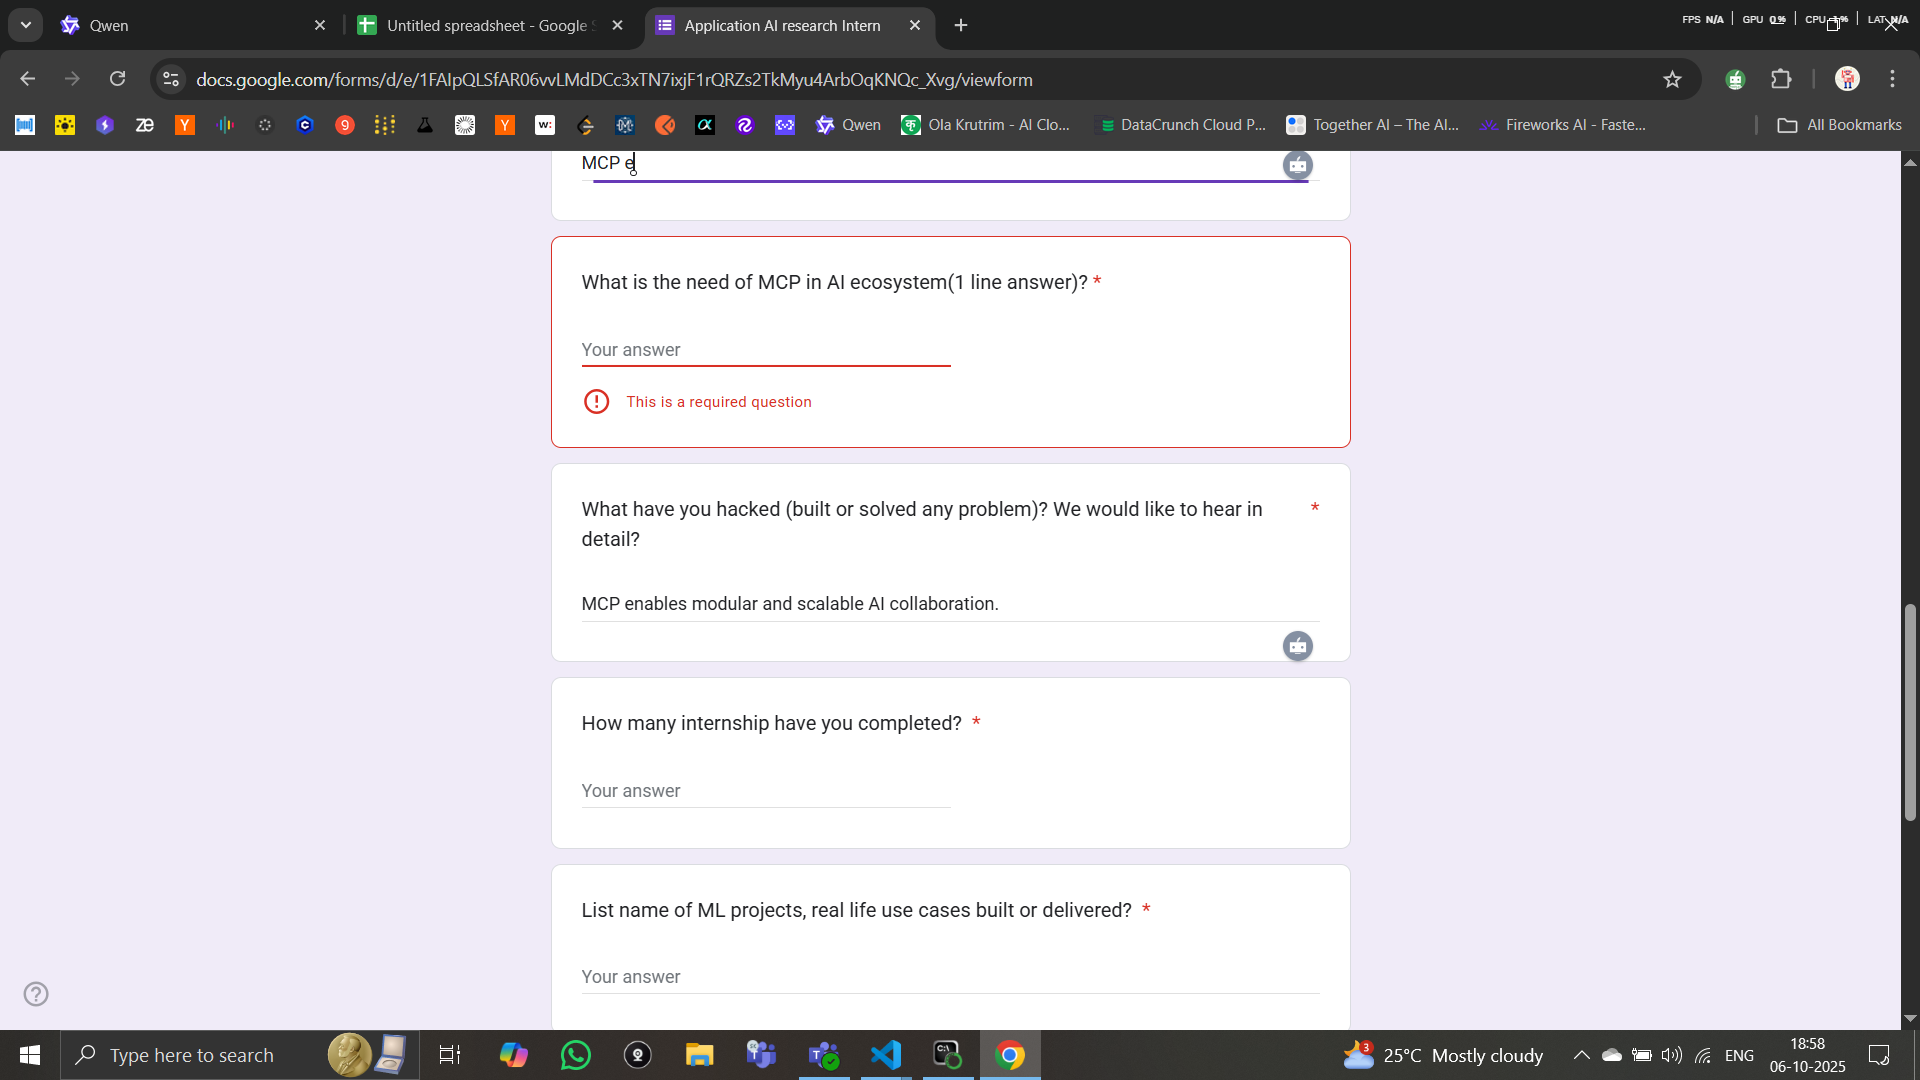 Qwen
Untitled spreadsheet - Google S
Application AI research Intern
FPS N/A
GPU 0%
CPU 1%
LAT N/A
docs.google.com/forms/d/e/1FAIpQLSfAR06vvLMdDCc3xTN7ixjF1rQRZs2TkMyu4ArbOqKNQc_Xvg/viewform
Qwen
Ola Krutrim - AI Clo...
DataCrunch Cloud P...
Together AI – The AI...
Fireworks AI - Faste...
All Bookmarks
MCP e
What is the need of MCP in AI ecosystem(1 line answer)? *
Your answer
This is a required question
What have you hacked (built or solved any problem)? We would like to hear in *
detail?
MCP enables modular and scalable AI collaboration.
How many internship have you completed? *
Your answer
List name of ML projects, real life use cases built or delivered? *
Your answer
Type here to search
3
25°C Mostly cloudy
ENG
18:58
06-10-2025